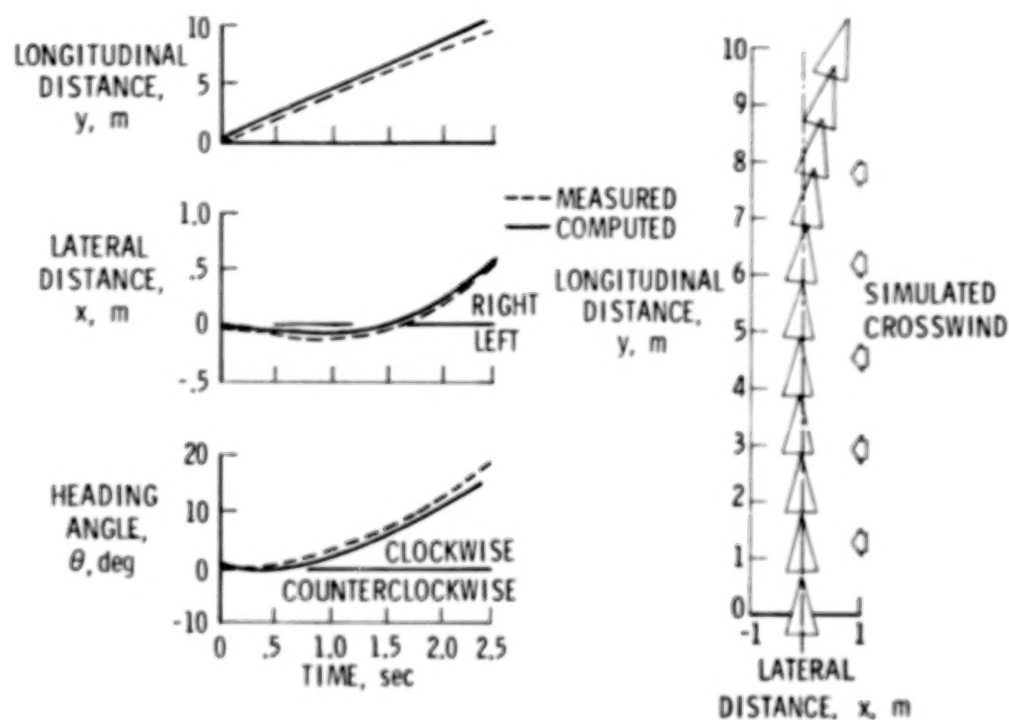 LONGITUDINAL
DISTANCE,
y, m
10
5
0
LATERAL
DISTANCE,
x, m
1.0
.5
0
-.5
RIGHT
LEFT
HEADING
ANGLE,
θ, deg
20
10
0
-10
CLOCKWISE
COUNTERCLOCKWISE
0 .5 1.0 1.5 2.0 2.5
TIME, sec
MEASURED
COMPUTED
LONGITUDINAL
DISTANCE,
y, m
10
9
8
7
6
5
4
3
2
1
0
-1 1
LATERAL
DISTANCE, x, m
SIMULATED
CROSSWIND